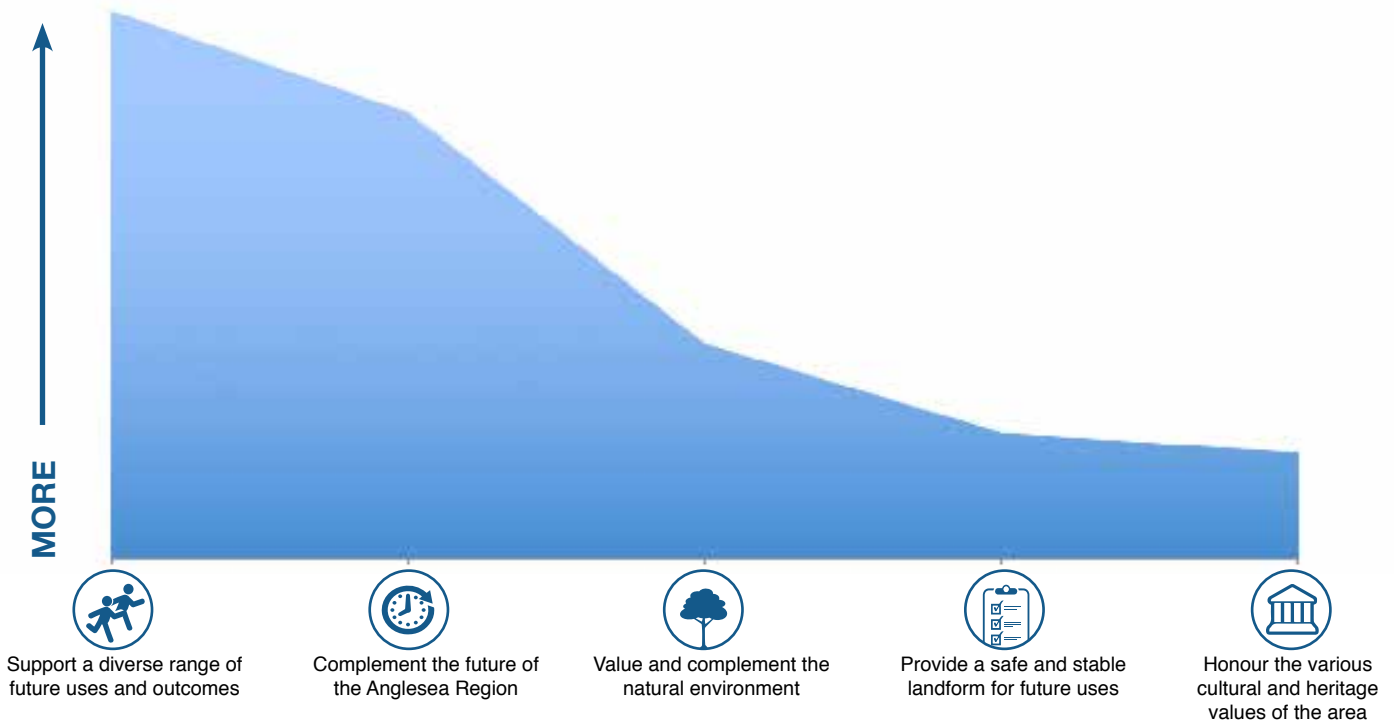 MORE
Support a diverse range of
future uses and outcomes
Complement the future of
the Anglesea Region
Value and complement the
natural environment
Provide a safe and stable
landform for future uses
Honour the various
cultural and heritage
values of the area